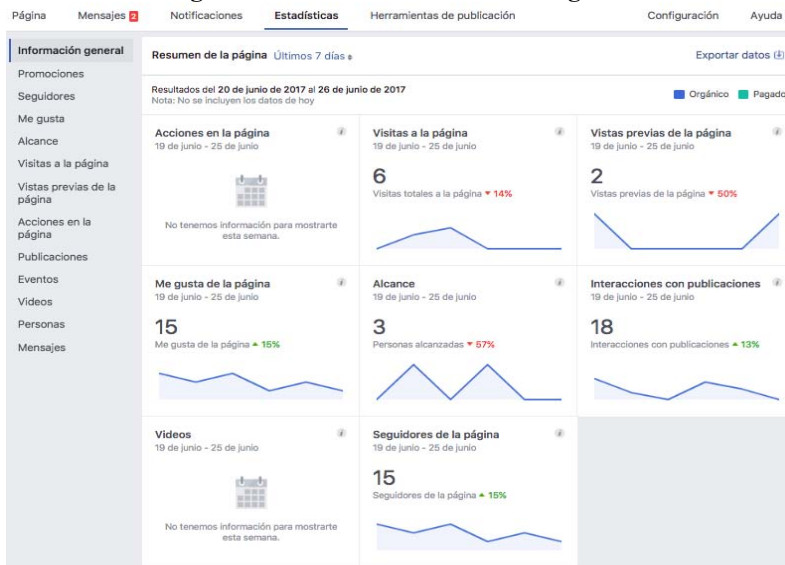 Página Mensajes 2 Notificaciones Estadísticas Herramientas de publicación Configuración Ayuda
Información general
Promociones
Seguidores
Me gusta
Alcance
Visitas a la página
Vistas previas de la
página
Acciones en la
página
Publicaciones
Eventos
Videos
Personas
Mensajes
Resumen de la página Últimos 7 días
Exportar datos
Resultados del 20 de junio de 2017 al 26 de junio de 2017
Nota: No se incluyen los datos de hoy
Orgánico Pagado
Acciones en la página
19 de junio - 25 de junio
No tenemos información para mostrarte
esta semana.
Visitas a la página
19 de junio - 25 de junio
6
Visitas totales a la página 14%
Vistas previas de la página
19 de junio - 25 de junio
2
Vistas previas de la página 50%
Me gusta de la página
19 de junio - 25 de junio
15
Me gusta de la página 15%
Alcance
19 de junio - 25 de junio
3
Personas alcanzadas 57%
Interacciones con publicaciones
19 de junio - 25 de junio
18
Interacciones con publicaciones 13%
Videos
19 de junio - 25 de junio
No tenemos información para mostrarte
esta semana.
Seguidores de la página
19 de junio - 25 de junio
15
Seguidores de la página 15%